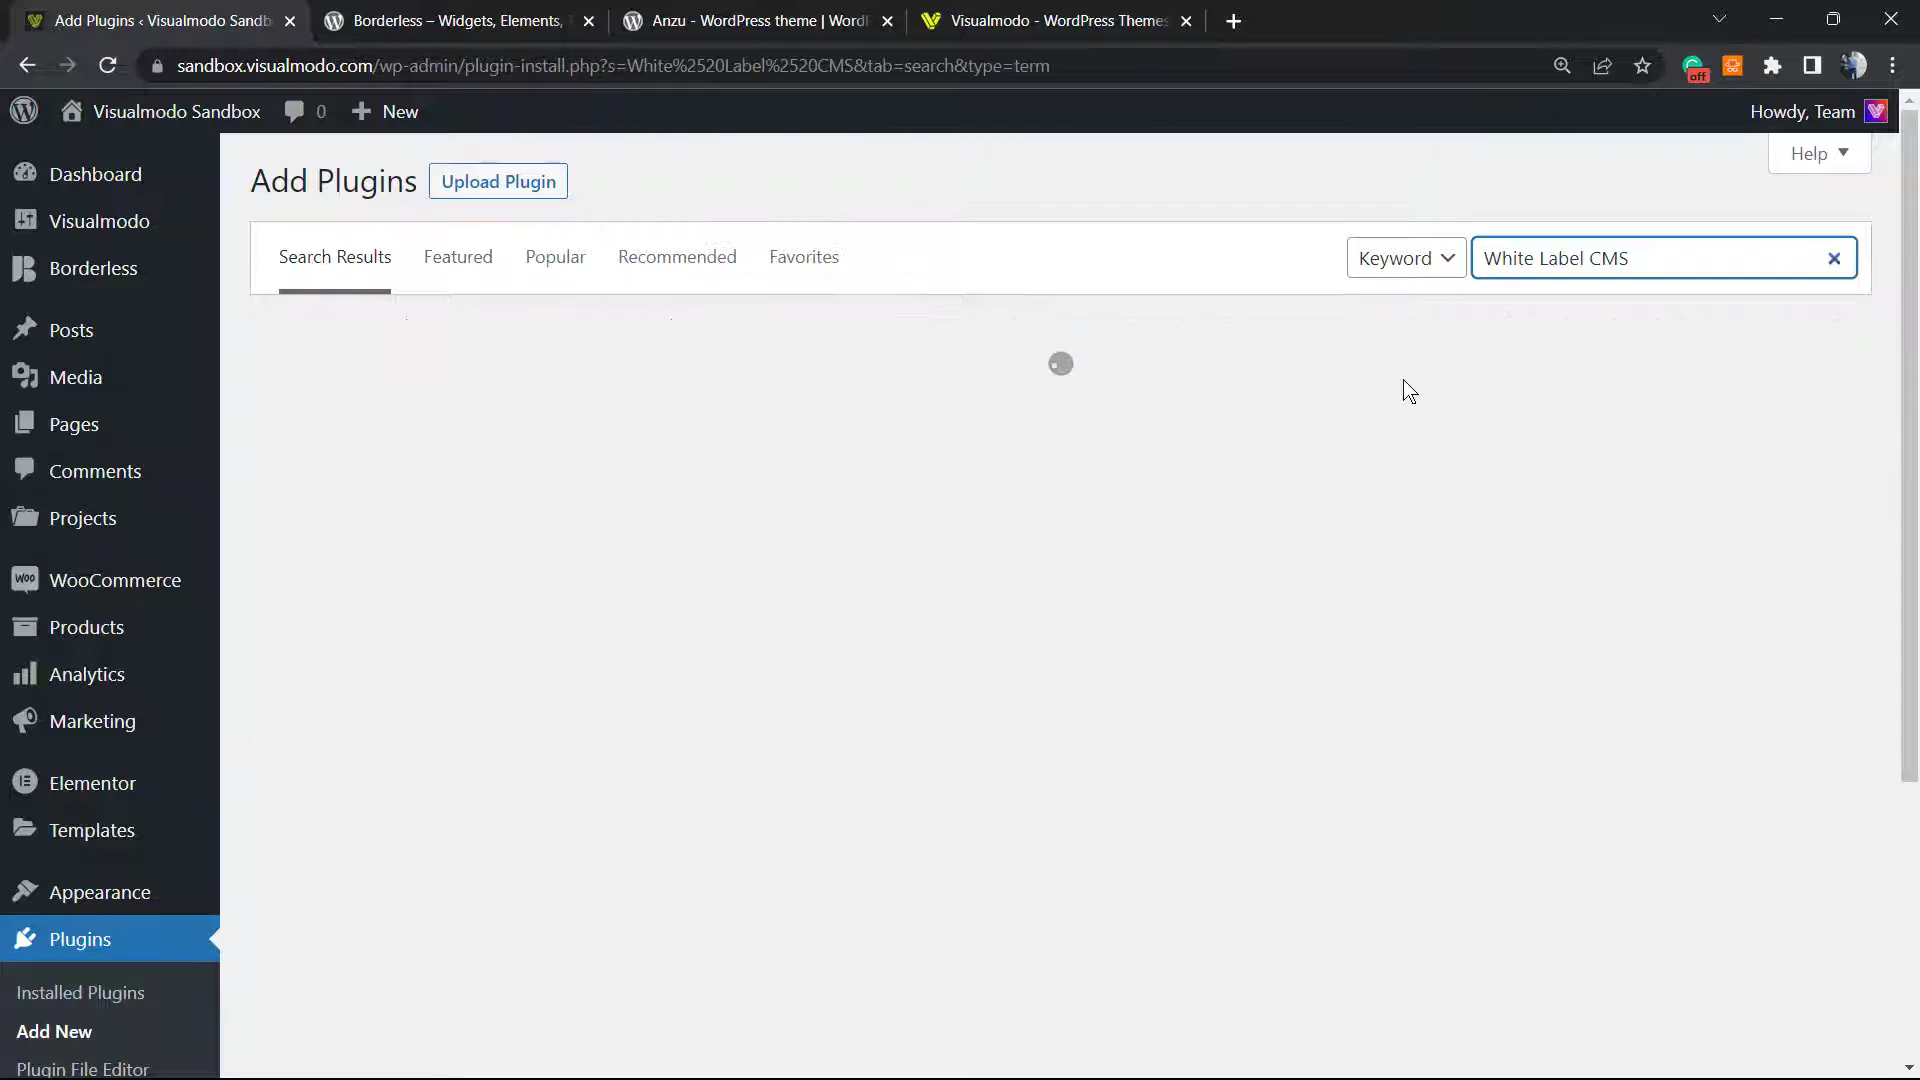 Add Plugins ‹ Visualmodo Sandb
Borderless – Widgets, Elements,
Anzu - WordPress theme | Word
Visualmodo - WordPress Themes
sandbox.visualmodo.com/wp-admin/plugin-install.php?s=White%2520Label%2520CMS&tab=search&type=term
off
Visualmodo Sandbox
0
New
Howdy, Team
Help
Dashboard
Visualmodo
Borderless
Posts
Media
Pages
Comments
Projects
WooCommerce
Products
Analytics
Marketing
Elementor
Templates
Appearance
Plugins
Installed Plugins
Add New
Plugin File Editor
Add Plugins
Upload Plugin
Search Results
Featured
Popular
Recommended
Favorites
Keyword
White Label CMS